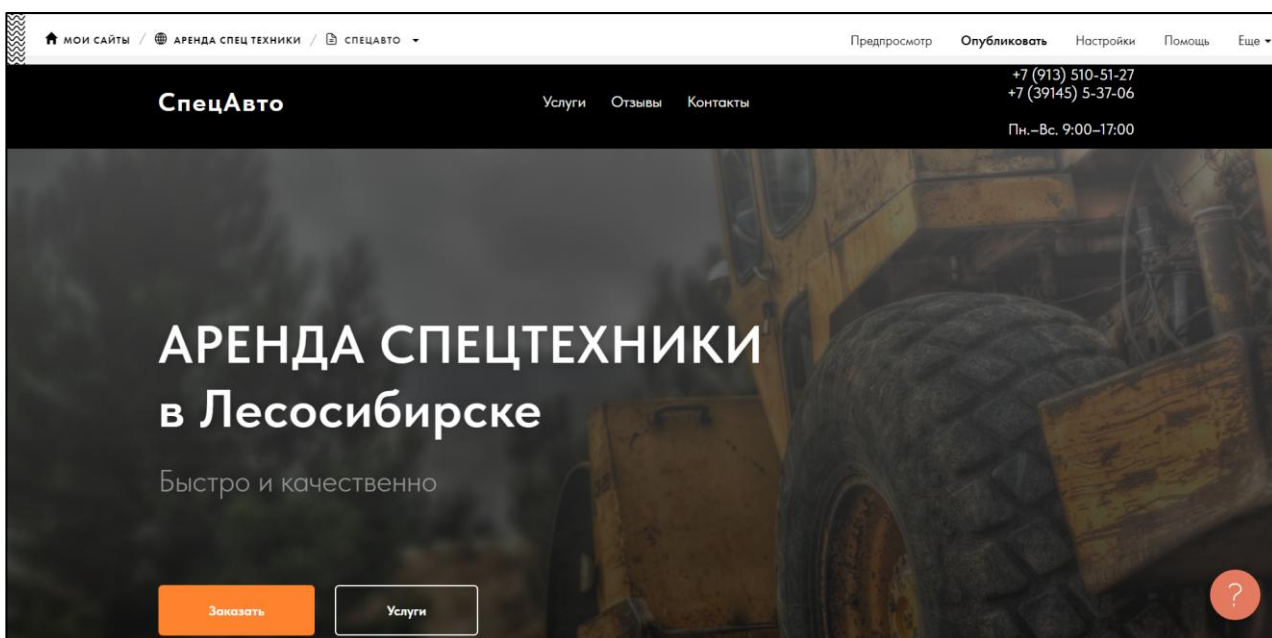 МОИ САЙТЫ / АРЕНДА СПЕЦ ТЕХНИКИ / СПЕЦАВТО
Предпросмотр Опубликовать Настройки Помощь Еще
СпецАвто
Услуги Отзывы Контакты
+7 (913) 510-51-27
+7 (39145) 5-37-06
Пн.–Вс. 9:00–17:00
АРЕНДА СПЕЦТЕХНИКИ
в Лесосибирске
Быстро и качественно
Заказать Услуги
?